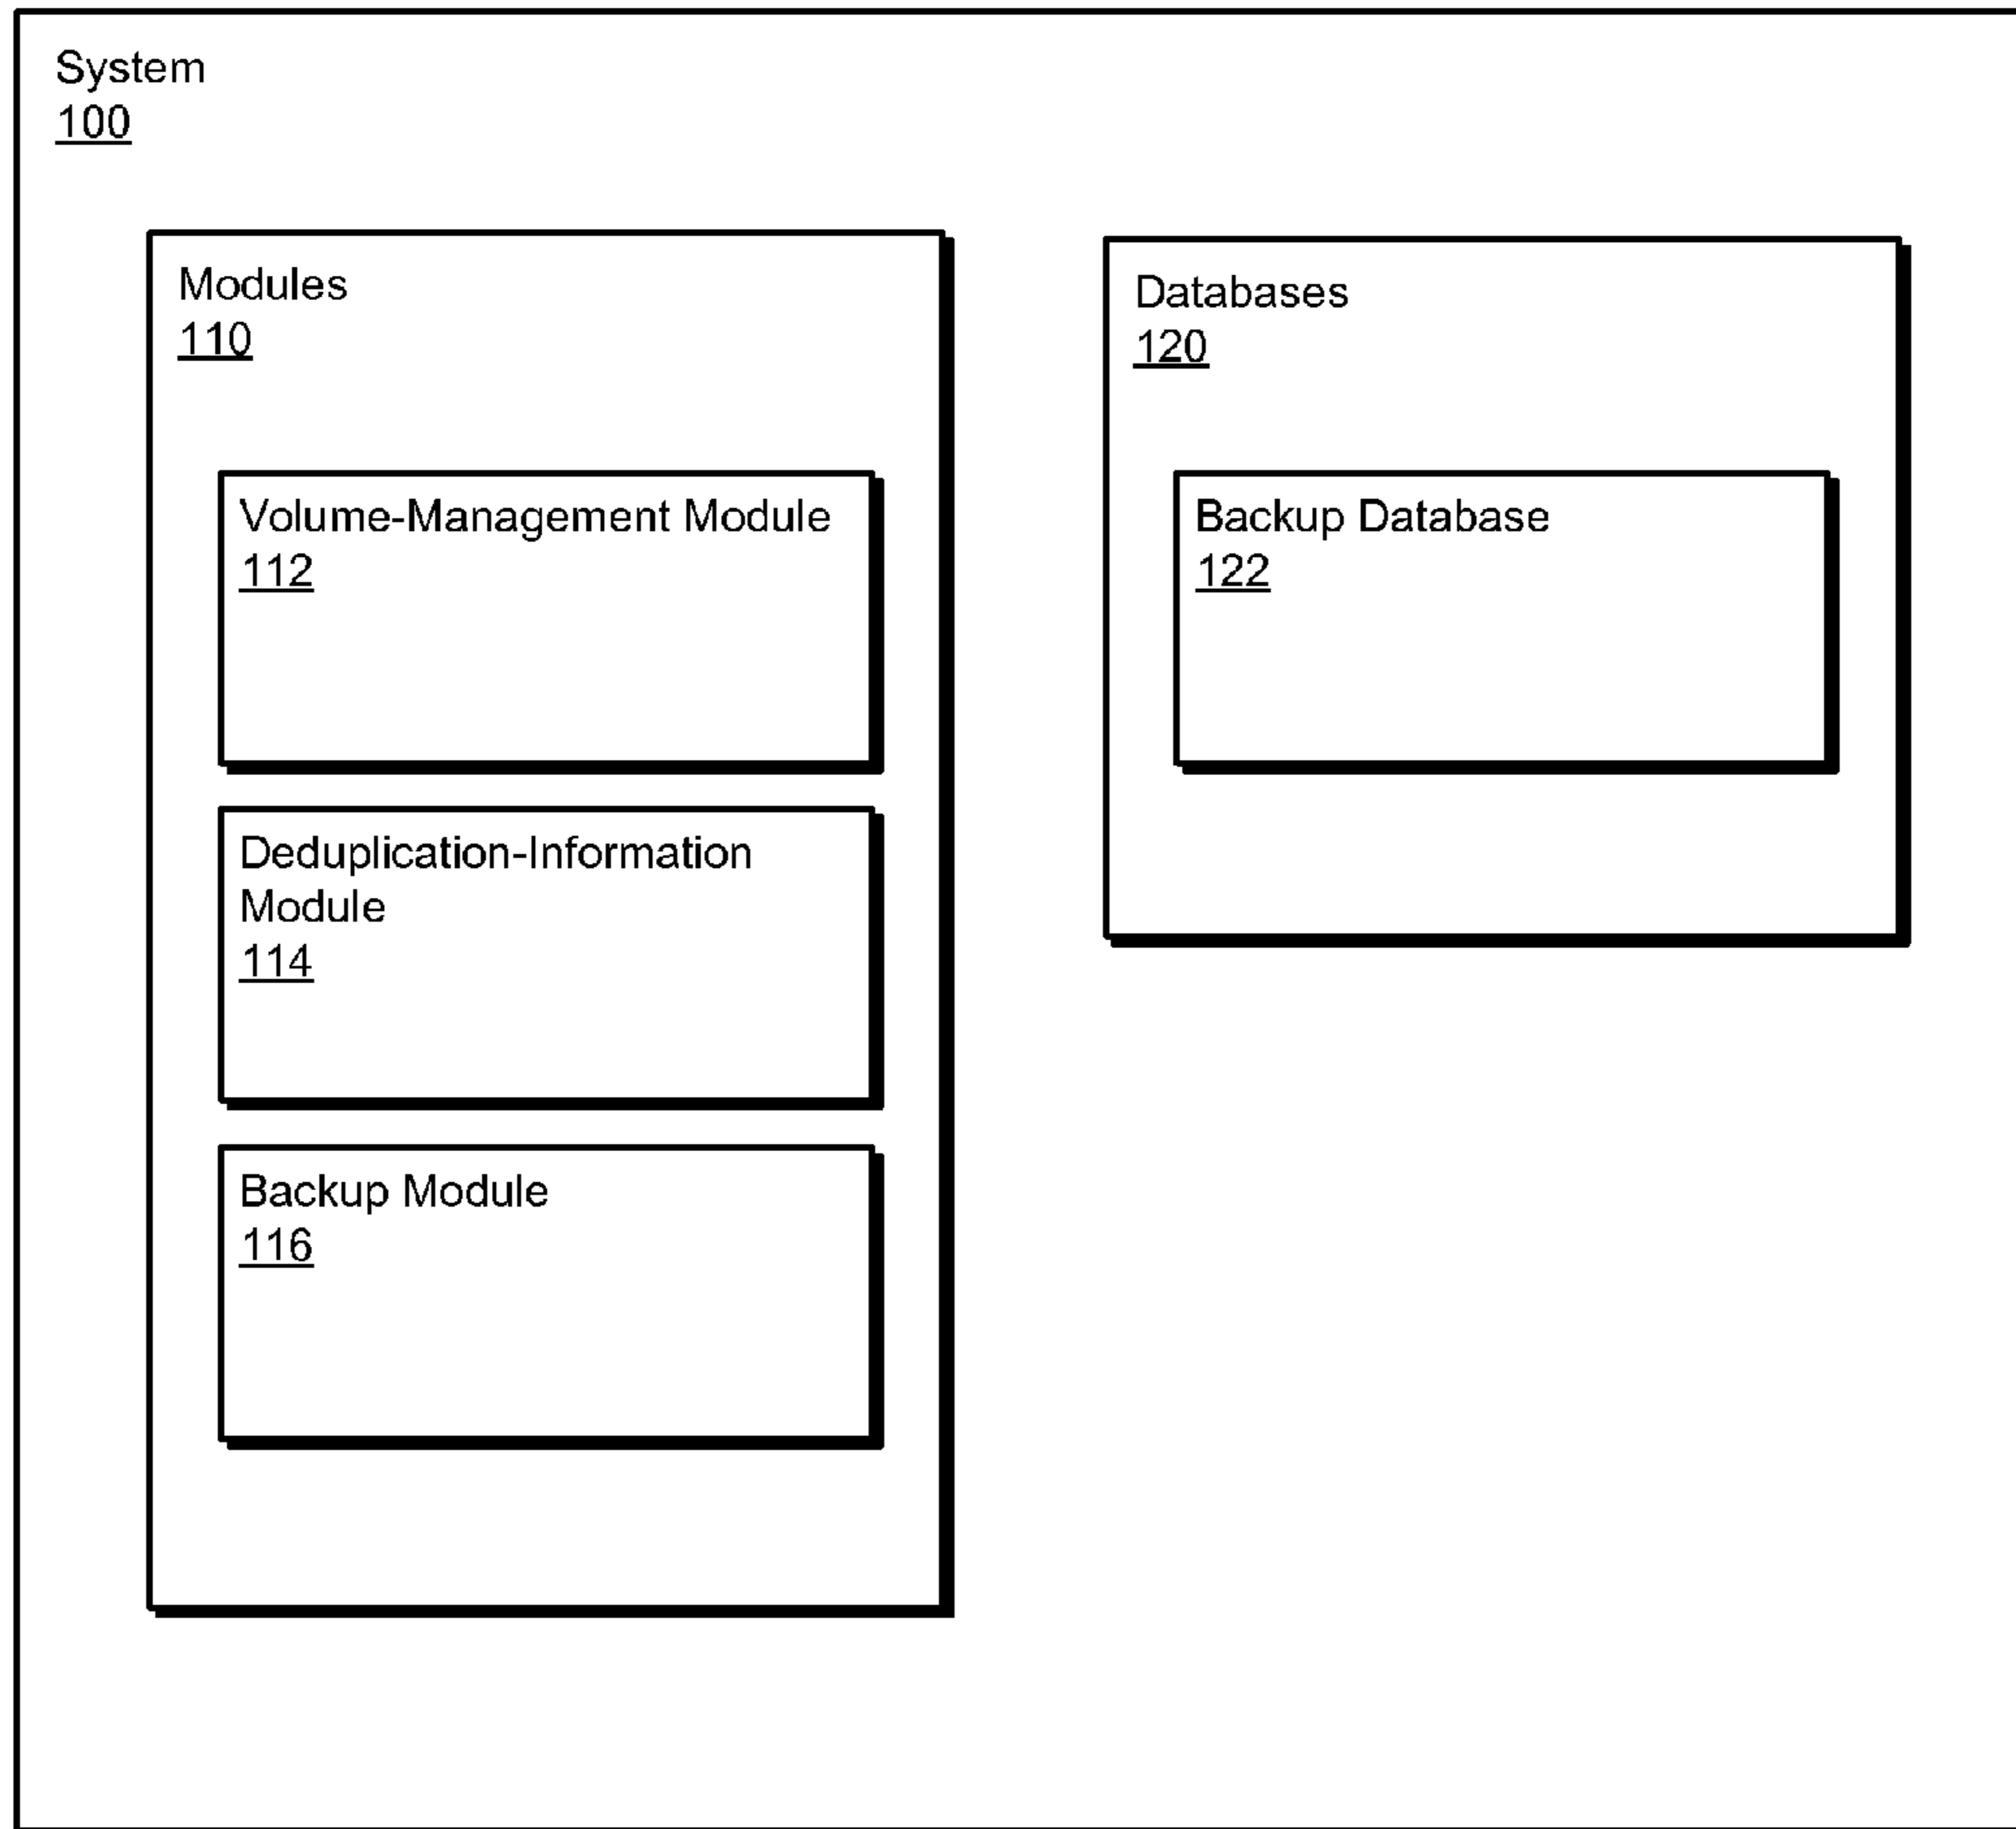 System
100
Modules
110
Volume-Management Module
112
Deduplication-Information
Module
114
Backup Module
116
Databases
120
Backup Database
122